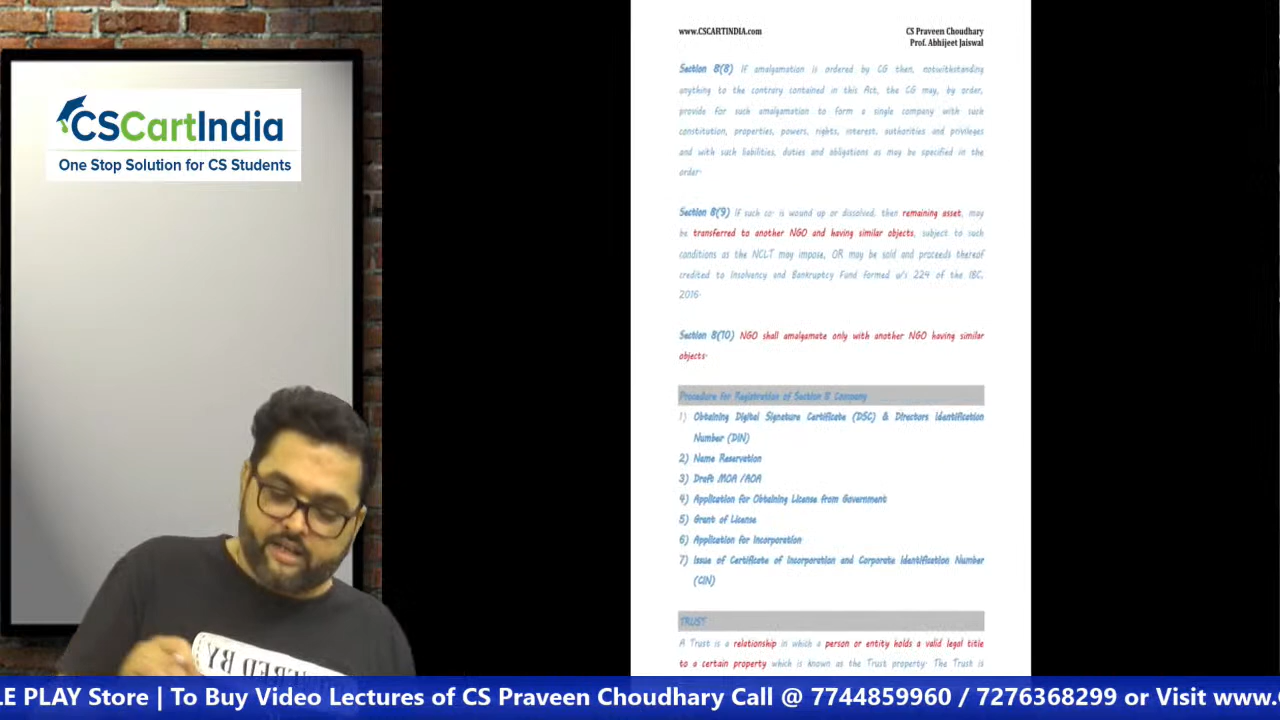 CSCartIndia
One Stop Solution for CS Students
www.CSCARTINDIA.com
CS Praveen Choudhary
Prof. Abhijeet Jaiswal
Section 8(8) If amalgamation is ordered by CG then, notwithstanding
anything to the contrary contained in this Act, the CG may, by order,
provide for such amalgamation to form a single company with such
constitution, properties, powers, rights, interest, authorities and privileges
and with such liabilities, duties and obligations as may be specified in the
order.
Section 8(9) If such co. is wound up or dissolved, then remaining asset, may
be transferred to another NGO and having similar objects, subject to such
conditions as the NCLT may impose, OR may be sold and proceeds thereof
credited to Insolvency and Bankruptcy Fund formed u/s 224 of the IBC,
2016.
Section 8(10) NGO shall amalgamate only with another NGO having similar
objects.
Procedure for Registration of Section 8 Company
1) Obtaining Digital Signature Certificate (DSC) & Directors Identification
Number (DIN)
2) Name Reservation
3) Draft MOA /AOA
4) Application for Obtaining License from Government
5) Grant of License
6) Application for Incorporation
7) Issue of Certificate of Incorporation and Corporate Identification Number
(CIN)
TRUST
A Trust is a relationship in which a person or entity holds a valid legal title
to a certain property which is known as the Trust property. The Trust is
LE PLAY Store | To Buy Video Lectures of CS Praveen Choudhary Call @ 7744859960 / 7276368299 or Visit www.